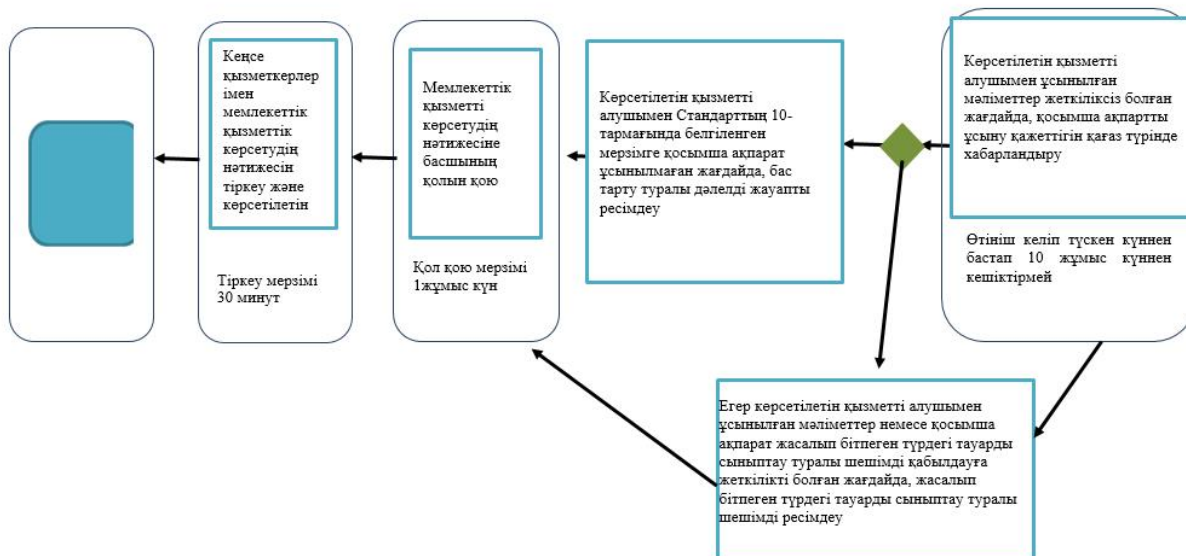 Кеңсе
қызметкерлер
імен
мемлекеттік
қызметтік
көрсетудің
нәтижесін
тіркеу және
көрсетілетін
Тіркеу мерзімі
30 минут
Мемлекеттік
қызметті
көрсетудің
нәтижесіне
басшының
қолын қою
Қол қою мерзімі
1жұмыс күн
Көрсетілетін қызметті
алушымен Стандарттың 10-
тармағында белгіленген
мерзімге қосымша ақпарат
ұсынылмаған жағдайда, бас
тарту туралы дәлелді жауапты
ресімдеу
Көрсетілетін қызметті
алушымен ұсынылған
мәліметтер жеткіліксіз болған
жағдайда, қосымша ақпартты
ұсыну қажеттігін қағаз түрінде
хабарландыру
Өтініш келіп түскен күннен
бастап 10 жұмыс күннен
кешіктірмей
Егер көрсетілетін қызметті алушымен
ұсынылған мәліметтер немесе қосымша
ақпарат жасалып бітпеген түрдегі тауарды
сыныптау туралы шешімді қабылдауға
жеткілікті болған жағдайда, жасалып
бітпеген түрдегі тауарды сыныптау туралы
шешімді ресімдеу